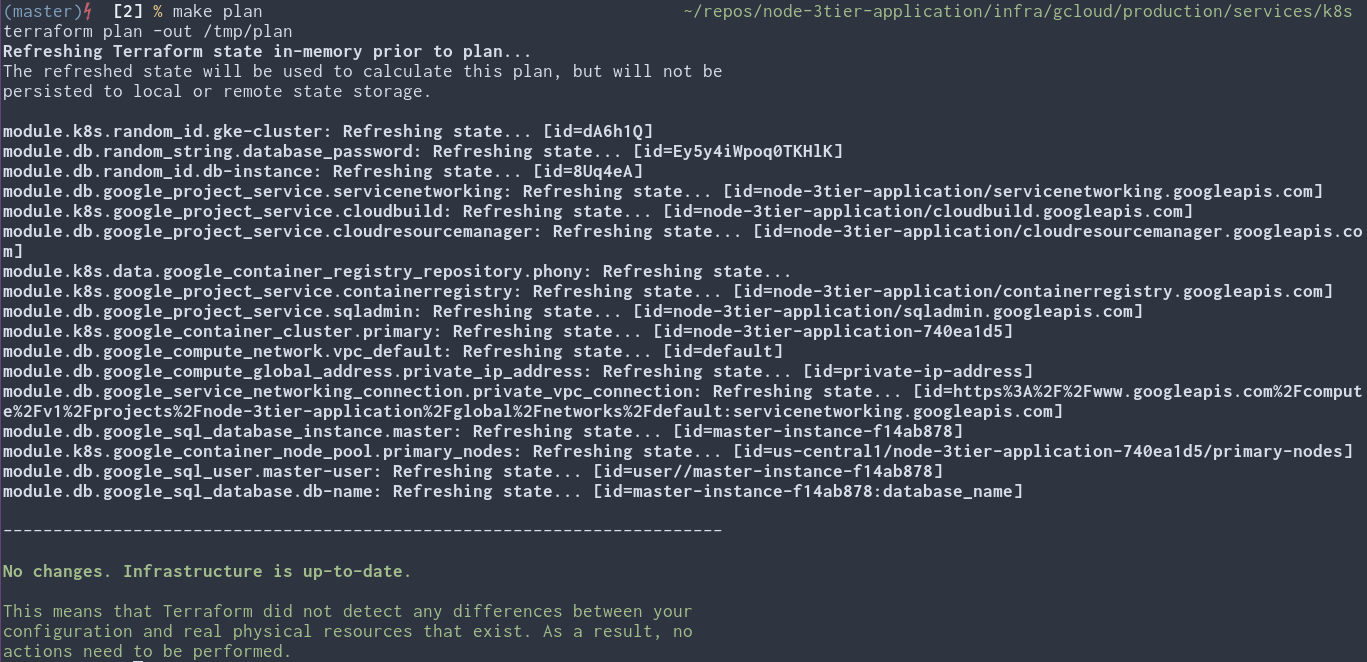 (master)⚡ [2] % make plan ~/repos/node-3tier-application/infra/gcloud/production/services/k8s
terraform plan -out /tmp/plan
Refreshing Terraform state in-memory prior to plan...
The refreshed state will be used to calculate this plan, but will not be
persisted to local or remote state storage.
module.k8s.random_id.gke-cluster: Refreshing state... [id=dA6h1Q]
module.db.random_string.database_password: Refreshing state... [id=Ey5y4iWpoq0TKHlK]
module.db.random_id.db-instance: Refreshing state... [id=8Uq4eA]
module.db.google_project_service.servicenetworking: Refreshing state... [id=node-3tier-application/servicenetworking.googleapis.com]
module.k8s.google_project_service.cloudbuild: Refreshing state... [id=node-3tier-application/cloudbuild.googleapis.com]
module.db.google_project_service.cloudresourcemanager: Refreshing state... [id=node-3tier-application/cloudresourcemanager.googleapis.co
m]
module.k8s.data.google_container_registry_repository.phony: Refreshing state...
module.k8s.google_project_service.containerregistry: Refreshing state... [id=node-3tier-application/containerregistry.googleapis.com]
module.db.google_project_service.sqladmin: Refreshing state... [id=node-3tier-application/sqladmin.googleapis.com]
module.k8s.google_container_cluster.primary: Refreshing state... [id=node-3tier-application-740ea1d5]
module.db.google_compute_network.vpc_default: Refreshing state... [id=default]
module.db.google_compute_global_address.private_ip_address: Refreshing state... [id=private-ip-address]
module.db.google_service_networking_connection.private_vpc_connection: Refreshing state... [id=https%3A%2F%2Fwww.googleapis.com%2Fcomput
e%2Fv1%2Fprojects%2Fnode-3tier-application%2Fglobal%2Fnetworks%2Fdefault:servicenetworking.googleapis.com]
module.db.google_sql_database_instance.master: Refreshing state... [id=master-instance-f14ab878]
module.k8s.google_container_node_pool.primary_nodes: Refreshing state... [id=us-central1/node-3tier-application-740ea1d5/primary-nodes]
module.db.google_sql_user.master-user: Refreshing state... [id=user//master-instance-f14ab878]
module.db.google_sql_database.db-name: Refreshing state... [id=master-instance-f14ab878:database_name]
------------------------------------------------------------------------
No changes. Infrastructure is up-to-date.
This means that Terraform did not detect any differences between your
configuration and real physical resources that exist. As a result, no
actions need to be performed.